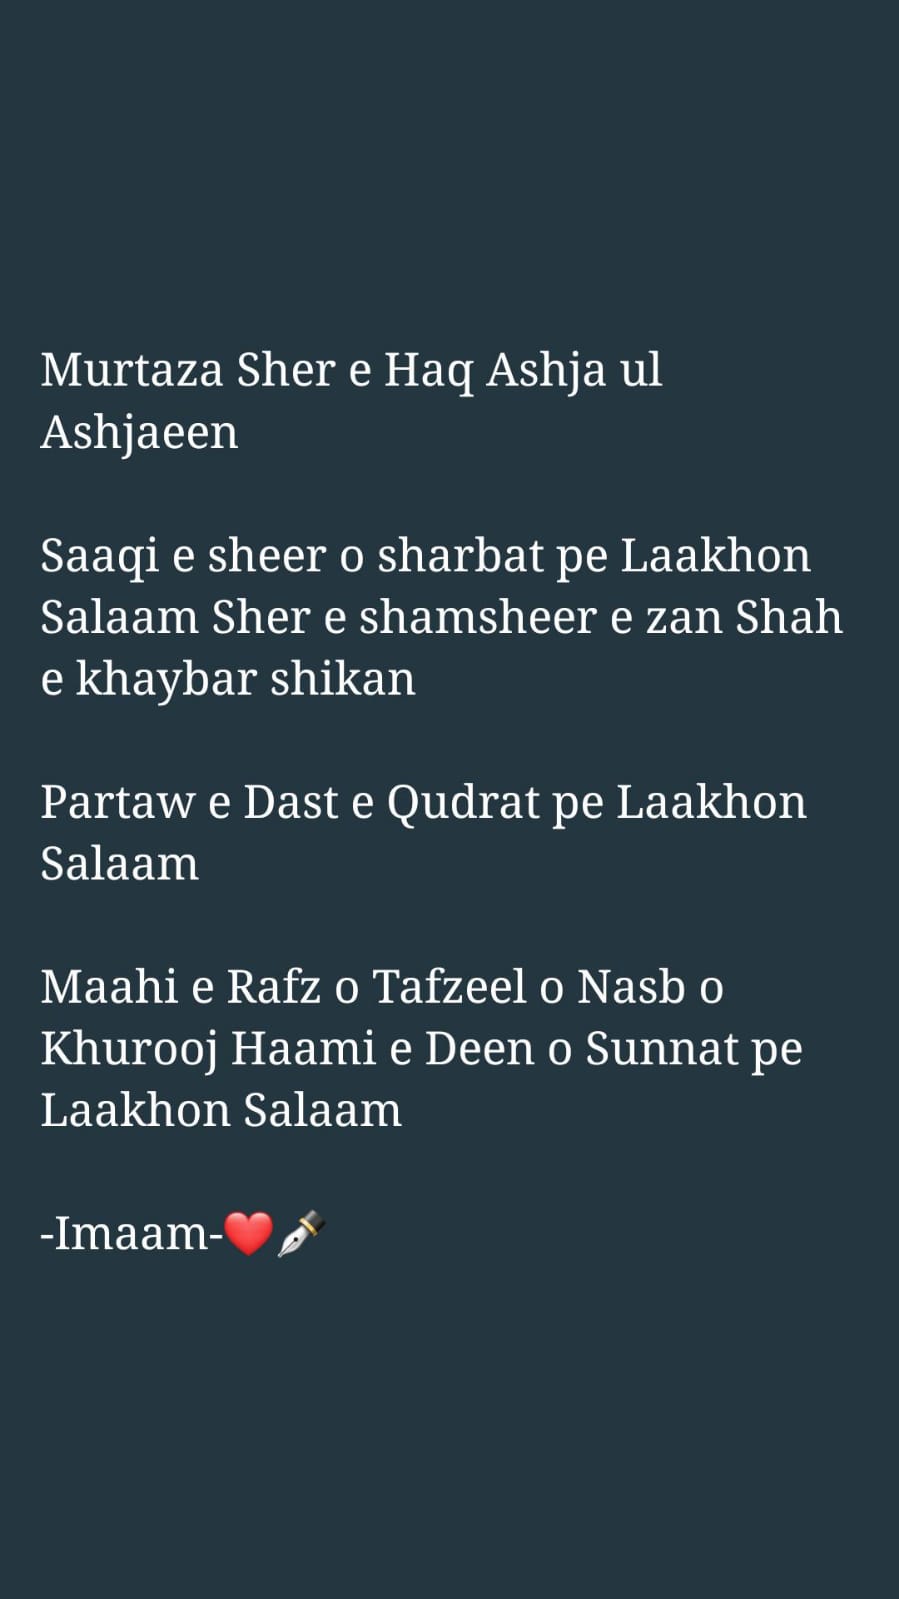 Murtaza Sher e Haq Ashja ul
Ashjaeen
Saaqi e sheer o sharbat pe Laakhon
Salaam Sher e shamsheer e zan Shah
e khaybar shikan
Partaw e Dast e Qudrat pe Laakhon
Salaam
Maahi e Rafz o Tafzeel o Nasb o
Khurooj Haami e Deen o Sunnat pe
Laakhon Salaam
-Imaam-❤️✒️